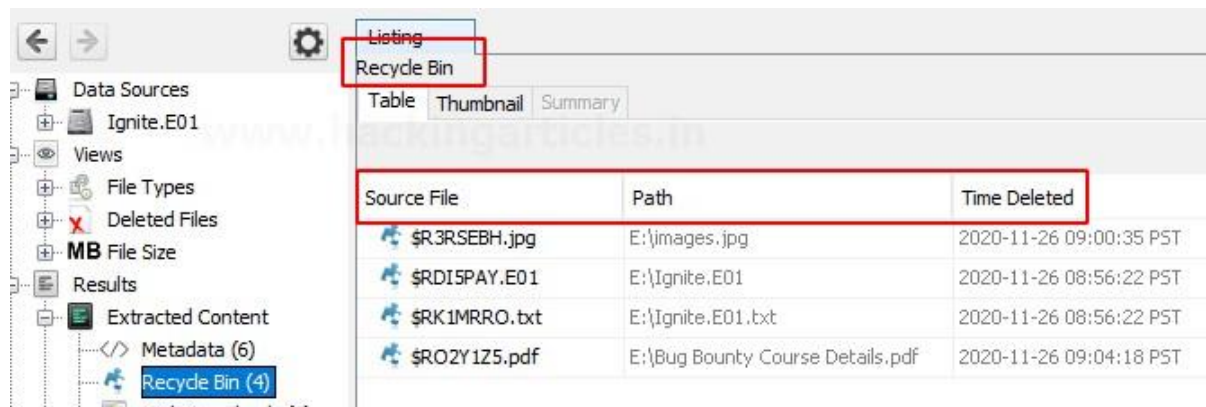 Listing
Recycle Bin
Table Thumbnail Summary
www.hackingarticles.in
Data Sources
Ignite.E01
Views
File Types
Deleted Files
MB File Size
Results
Extracted Content
</> Metadata (6)
Recycle Bin (4)
Source File Path Time Deleted
$R3RSEBH.jpg E:\images.jpg 2020-11-26 09:00:35 PST
$RDI5PAY.E01 E:\Ignite.E01 2020-11-26 08:56:22 PST
$RK1MRRO.txt E:\Ignite.E01.txt 2020-11-26 08:56:22 PST
$RO2Y1Z5.pdf E:\Bug Bounty Course Details.pdf 2020-11-26 09:04:18 PST